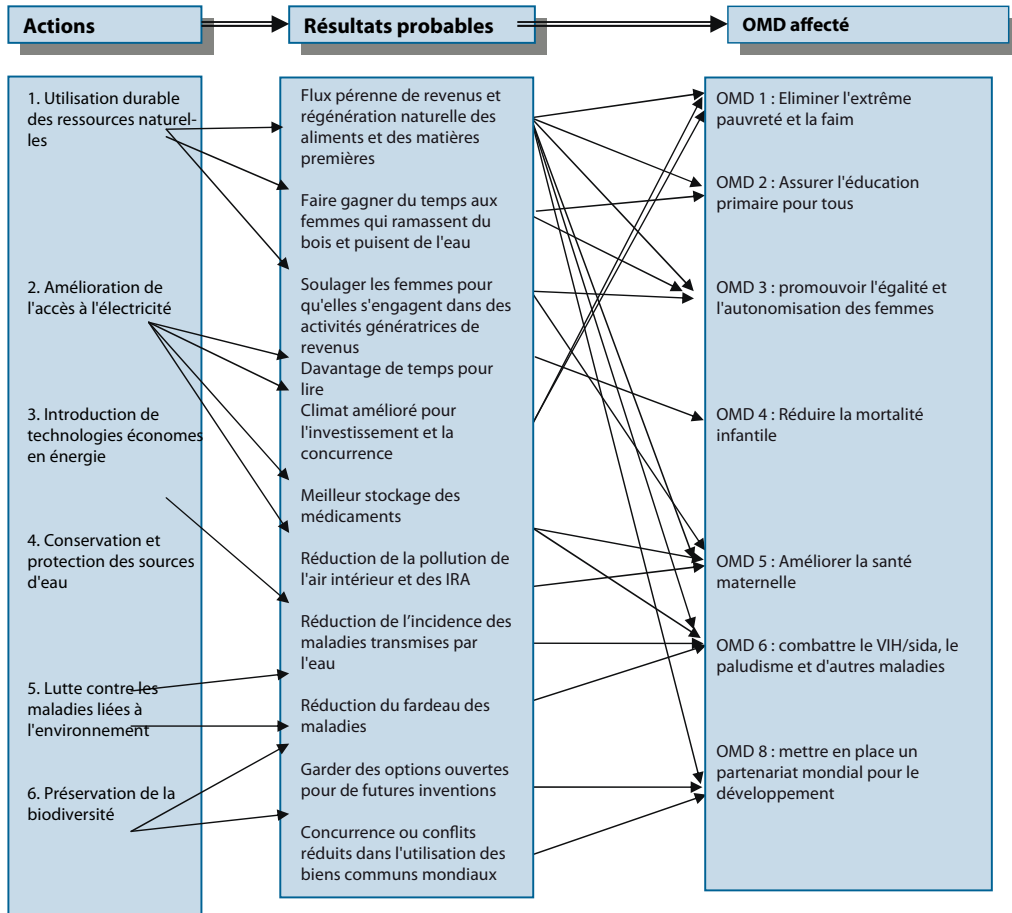 Actions
Résultats probables
OMD affecté
1. Utilisation durable
des ressources naturel-
les
2. Amélioration de
l'accès à l'électricité
3. Introduction de
technologies économes
en énergie
4. Conservation et
protection des sources
d'eau
5. Lutte contre les
maladies liées à
l'environnement
6. Préservation de la
biodiversité
Flux pérenne de revenus et
régénération naturelle des
aliments et des matières
premières
Faire gagner du temps aux
femmes qui ramassent du
bois et puisent de l'eau
Soulager les femmes pour
qu'elles s'engagent dans des
activités génératrices de
revenus
Davantage de temps pour
lire
Climat amélioré pour
l'investissement et la
concurrence
Meilleur stockage des
médicaments
Réduction de la pollution de
l'air intérieur et des IRA
Réduction de l’incidence des
maladies transmises par
l'eau
Réduction du fardeau des
maladies
Garder des options ouvertes
pour de futures inventions
Concurrence ou conflits
réduits dans l'utilisation des
biens communs mondiaux
OMD 1 : Eliminer l'extrême
pauvreté et la faim
OMD 2 : Assurer l'éducation
primaire pour tous
OMD 3 : promouvoir l'égalité et
l'autonomisation des femmes
OMD 4 : Réduire la mortalité
infantile
OMD 5 : Améliorer la santé
maternelle
OMD 6 : combattre le VIH/sida, le
paludisme et d'autres maladies
OMD 8 : mettre en place un
partenariat mondial pour le
développement